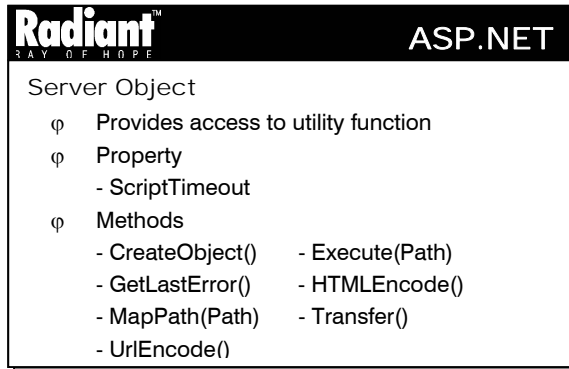 Radiant™
RAY OF HOPE
ASP.NET
Server Object
φ Provides access to utility function
φ Property
- ScriptTimeout
φ Methods
- CreateObject() - Execute(Path)
- GetLastError() - HTMLEncode()
- MapPath(Path) - Transfer()
- UrlEncode()